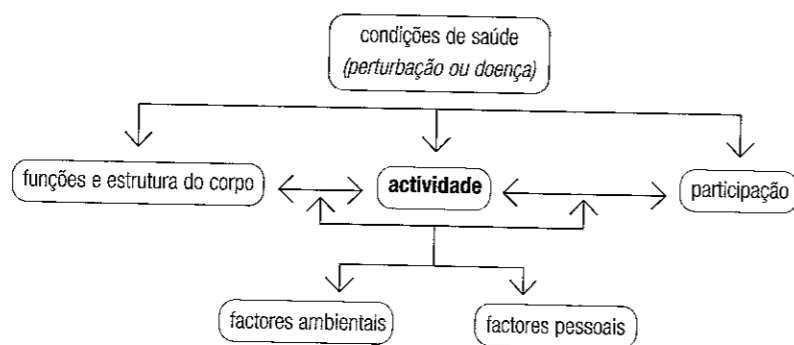 condições de saúde
(perturbação ou doença)
funções e estrutura do corpo
actividade
participação
factores ambientais
factores pessoais